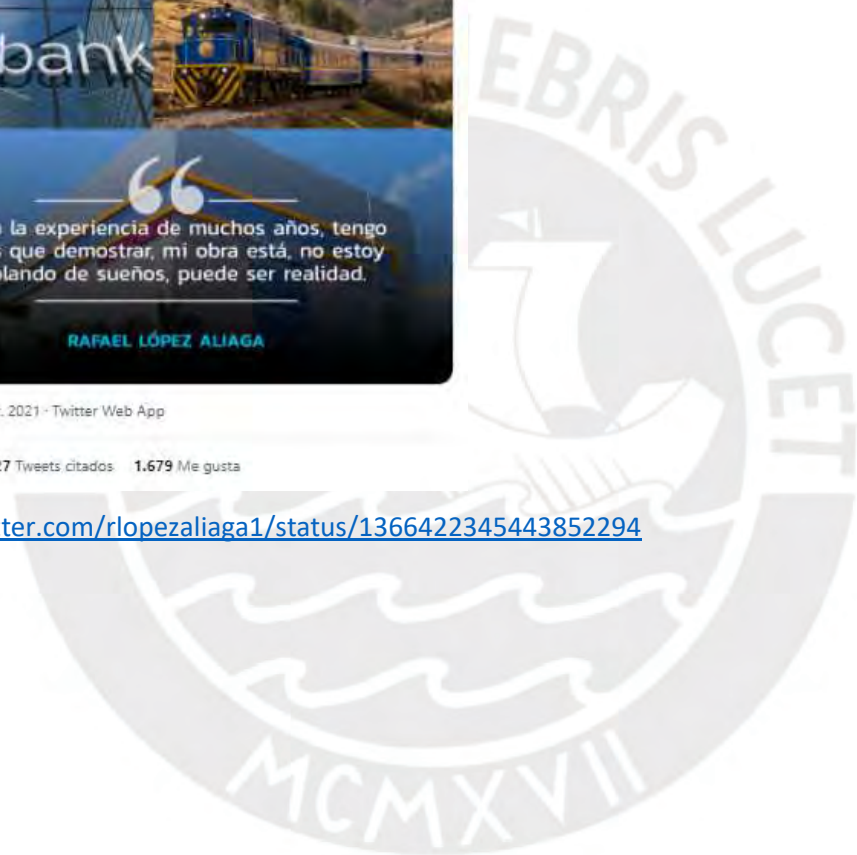 bank
la experiencia de muchos años, tengo
que demostrar, mi obra está, no estoy
de sueños, puede ser realidad.
RAFAEL LÓPEZ ALIAGA
2021 · Twitter Web App
Tweets citados 1.679 Me gusta
ter.com/rlopezaliaga1/status/1366422345443852294
EBRIS LUCET
MCMXVII